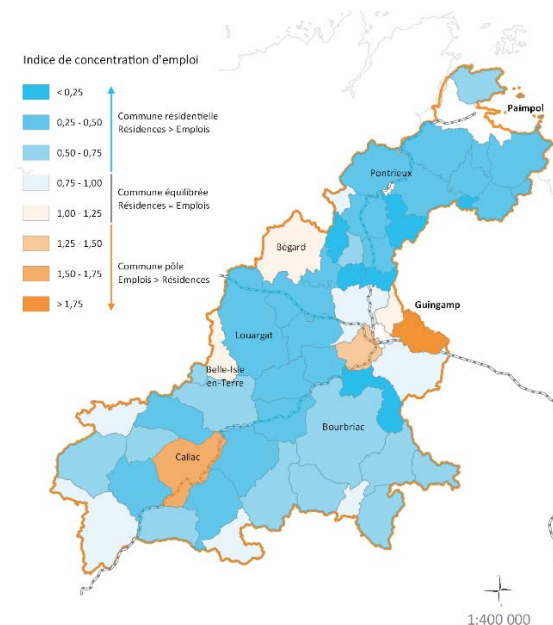 Indice de concentration d'emploi
< 0,25
0,25 - 0,50
0,50 - 0,75
0,75 - 1,00
1,00 - 1,25
1,25 - 1,50
1,50 - 1,75
> 1,75
Commune résidentielle
Résidences > Emplois
Commune équilibrée
Résidences = Emplois
Commune pôle
Emplois > Résidences
Paimpol
Pontrieux
Bégard
Guingamp
Louargat
Belle-Isle
en-Terre
Bourbriac
Callac
1:400 000